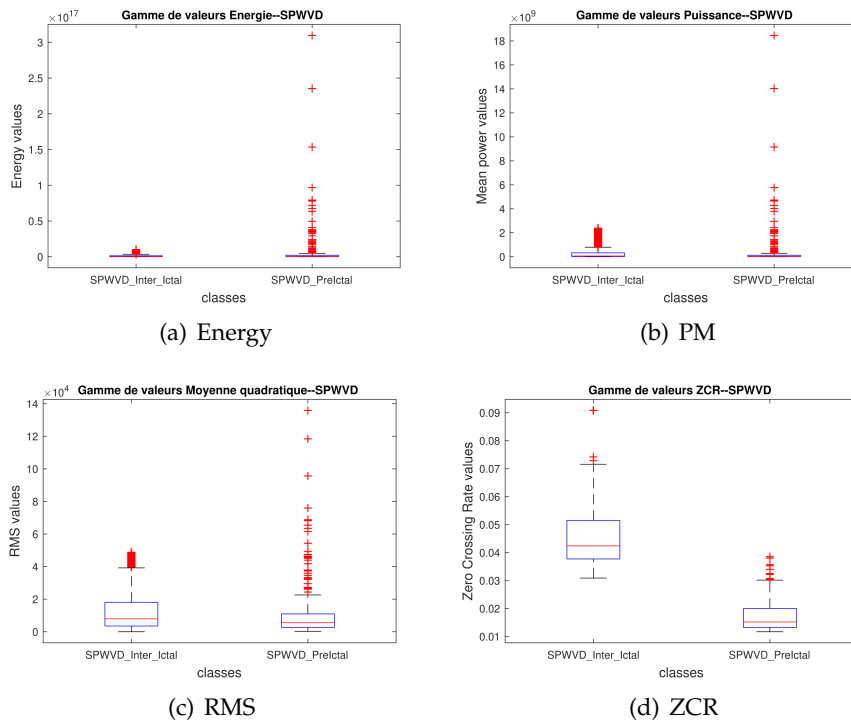 Gamme de valeurs Energie--SPWVD
×10^17
3
2.5
2
1.5
1
0.5
0
Energy values
SPWVD_Inter_Ictal
SPWVD_PreIctal
classes
(a) Energy
Gamme de valeurs Puissance--SPWVD
×10^9
18
16
14
12
10
8
6
4
2
0
Mean power values
SPWVD_Inter_Ictal
SPWVD_PreIctal
classes
(b) PM
Gamme de valeurs Moyenne quadratique--SPWVD
×10^4
14
12
10
8
6
4
2
0
RMS values
SPWVD_Inter_Ictal
SPWVD_PreIctal
classes
(c) RMS
Gamme de valeurs ZCR--SPWVD
0.09
0.08
0.07
0.06
0.05
0.04
0.03
0.02
0.01
Zero Crossing Rate values
SPWVD_Inter_Ictal
SPWVD_PreIctal
classes
(d) ZCR